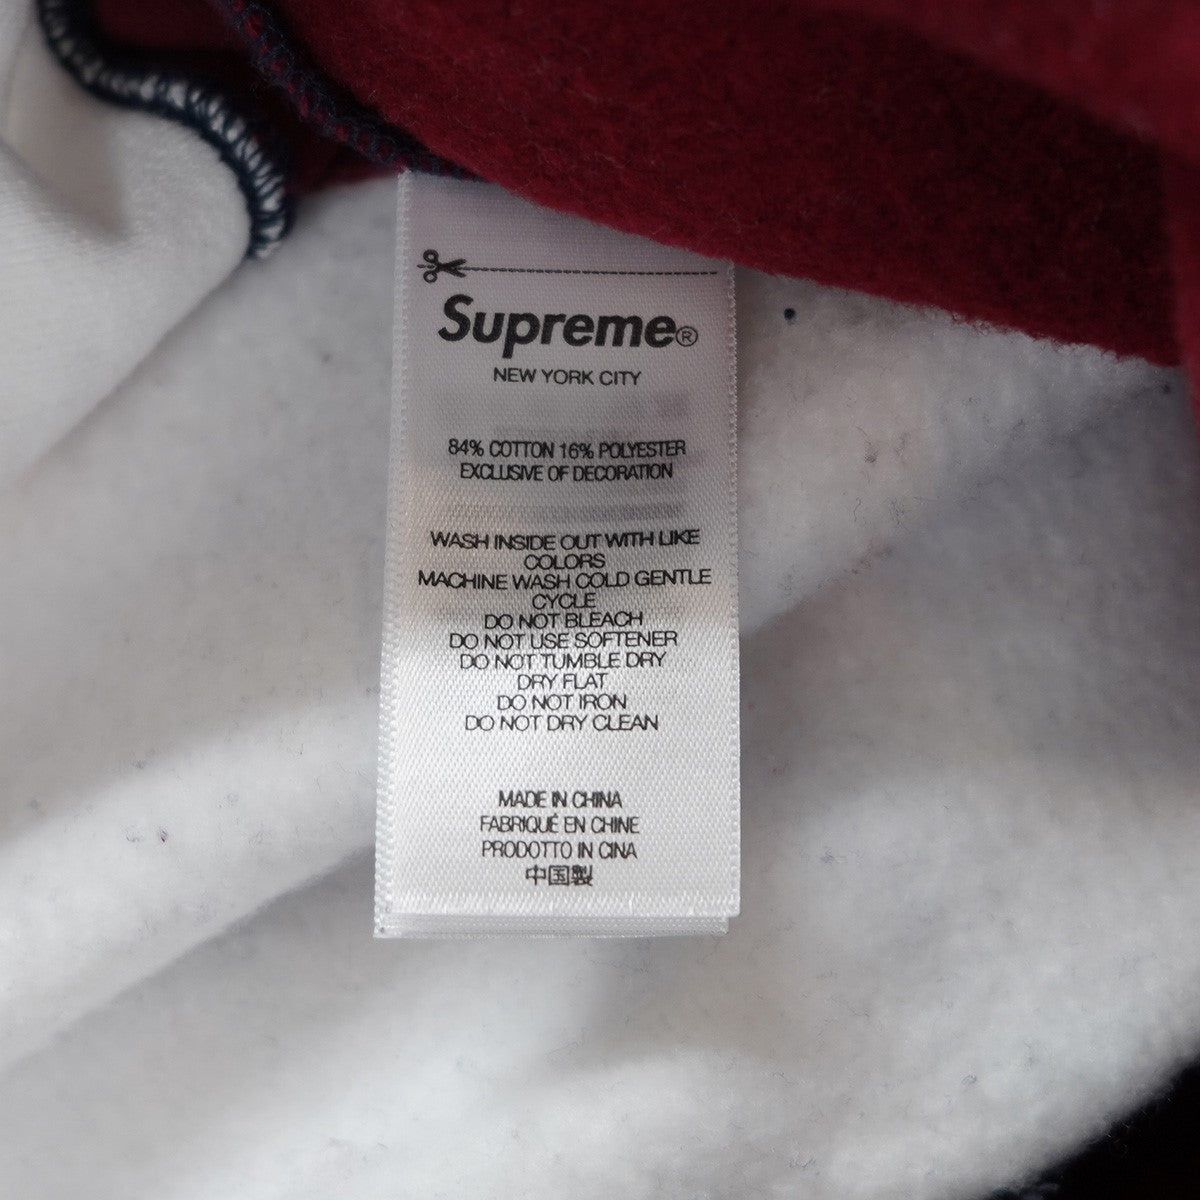 Supreme®
NEW YORK CITY
84% COTTON 16% POLYESTER
EXCLUSIVE OF DECORATION
WASH INSIDE OUT WITH LIKE
COLORS
MACHINE WASH COLD GENTLE
CYCLE
DO NOT BLEACH
DO NOT USE SOFTENER
DO NOT TUMBLE DRY
DRY FLAT
DO NOT IRON
DO NOT DRY CLEAN
MADE IN CHINA
FABRIQUÉ EN CHINE
PRODOTTO IN CINA
中国製